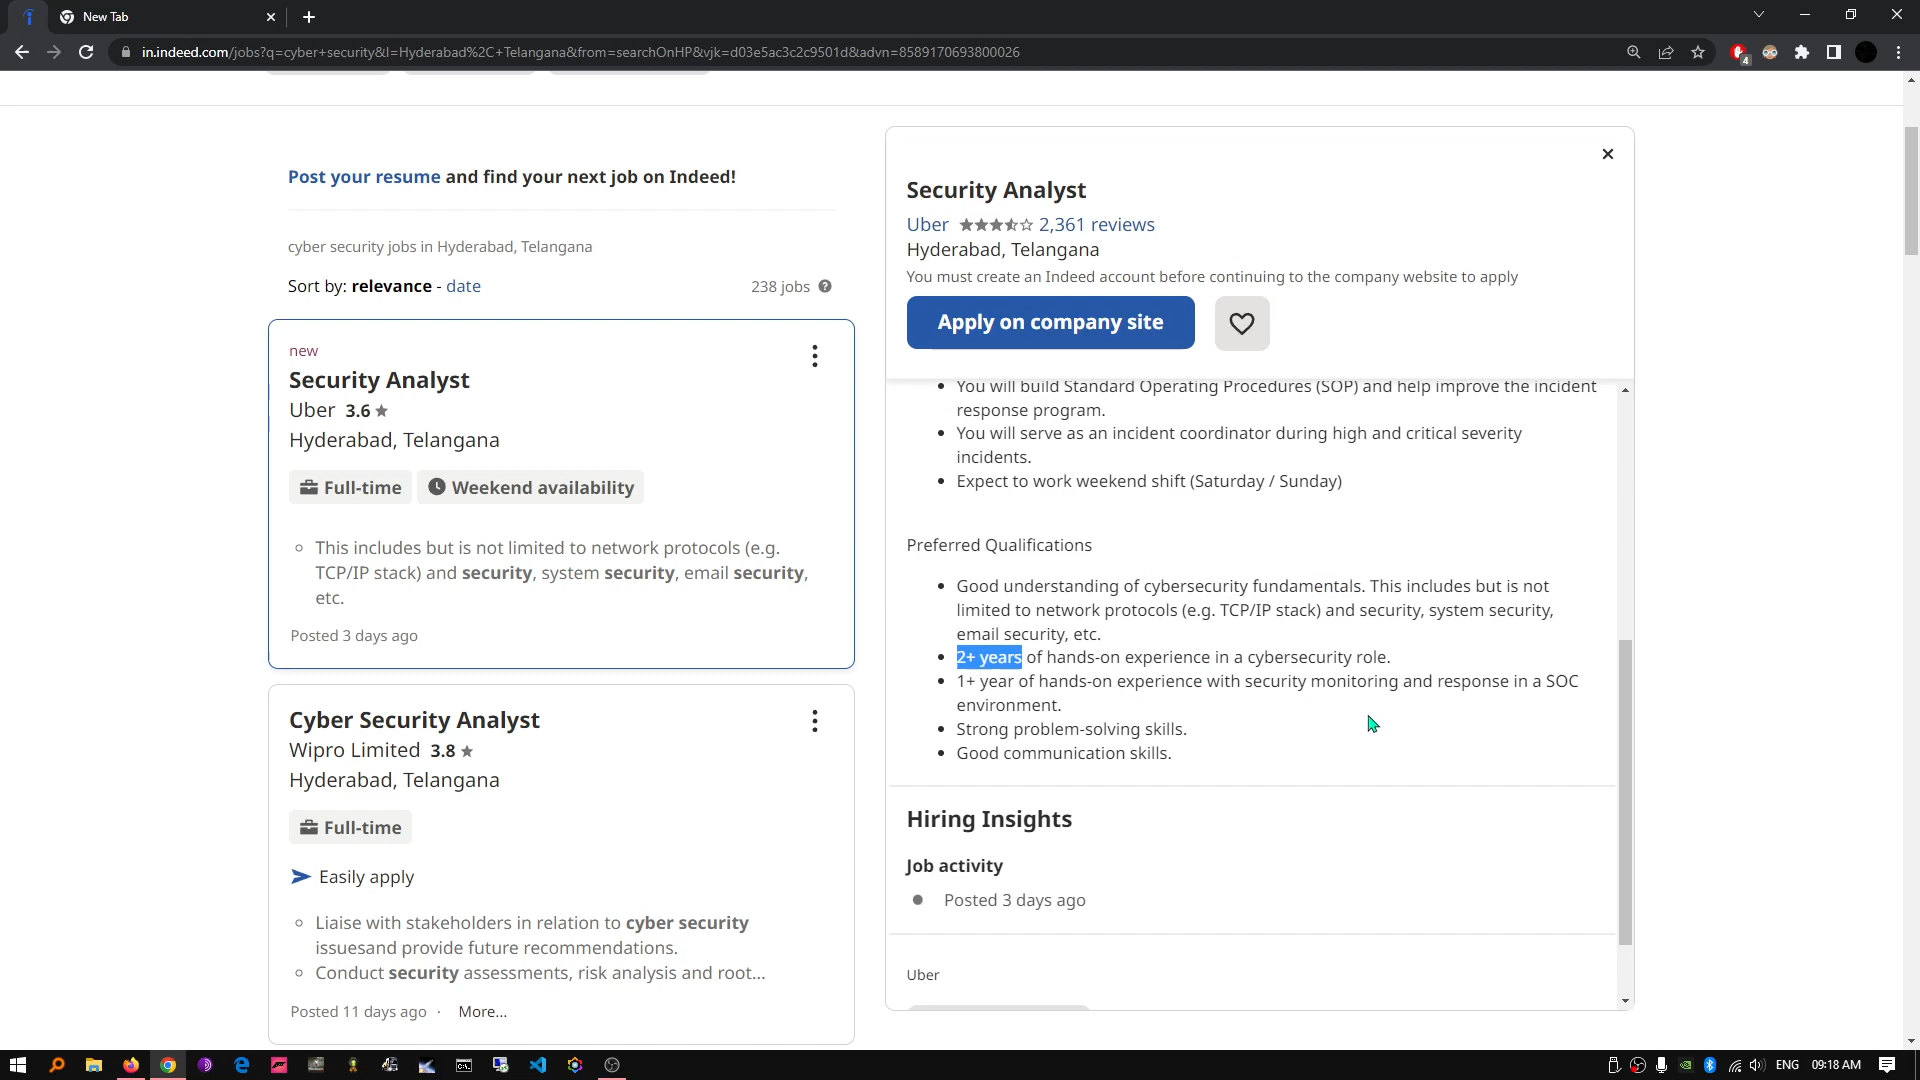 New Tab
in.indeed.com/jobs?q=cyber+security&l=Hyderabad%2C+Telangana&from=searchOnHP&vjk=d03e5ac3c2c9501d&advn=8589170693800026
4
Post your resume and find your next job on Indeed!
cyber security jobs in Hyderabad, Telangana
Sort by: relevance - date
238 jobs
new
Security Analyst
Uber 3.6
Hyderabad, Telangana
Full-time
Weekend availability
This includes but is not limited to network protocols (e.g.
TCP/IP stack) and security, system security, email security,
etc.
Posted 3 days ago
Cyber Security Analyst
Wipro Limited 3.8
Hyderabad, Telangana
Full-time
Easily apply
Liaise with stakeholders in relation to cyber security
issuesand provide future recommendations.
Conduct security assessments, risk analysis and root...
Posted 11 days ago · More...
Security Analyst
Uber 2,361 reviews
Hyderabad, Telangana
You must create an Indeed account before continuing to the company website to apply
Apply on company site
You will build Standard Operating Procedures (SOP) and help improve the incident
response program.
You will serve as an incident coordinator during high and critical severity
incidents.
Expect to work weekend shift (Saturday / Sunday)
Preferred Qualifications
Good understanding of cybersecurity fundamentals. This includes but is not
limited to network protocols (e.g. TCP/IP stack) and security, system security,
email security, etc.
2+ years of hands-on experience in a cybersecurity role.
1+ year of hands-on experience with security monitoring and response in a SOC
environment.
Strong problem-solving skills.
Good communication skills.
Hiring Insights
Job activity
Posted 3 days ago
Uber
ENG 09:18 AM